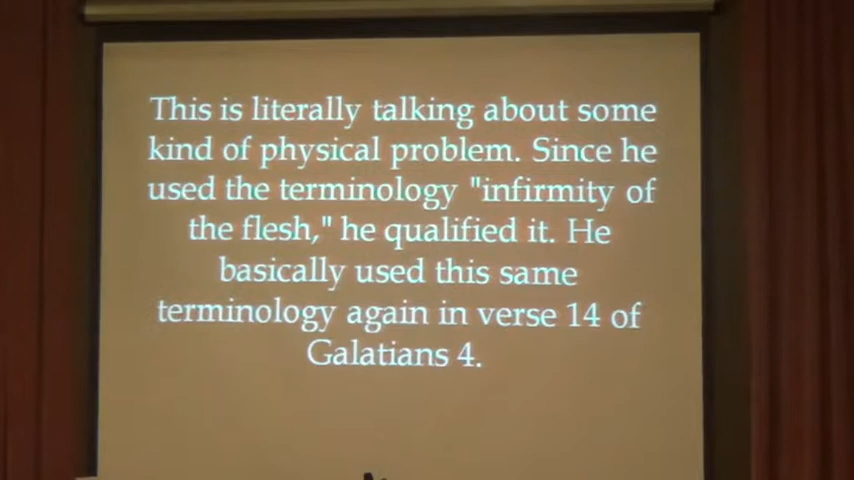 This is literally talking about some
kind of physical problem. Since he
used the terminology "infirmity of
the flesh," he qualified it. He
basically used this same
terminology again in verse 14 of
Galatians 4.